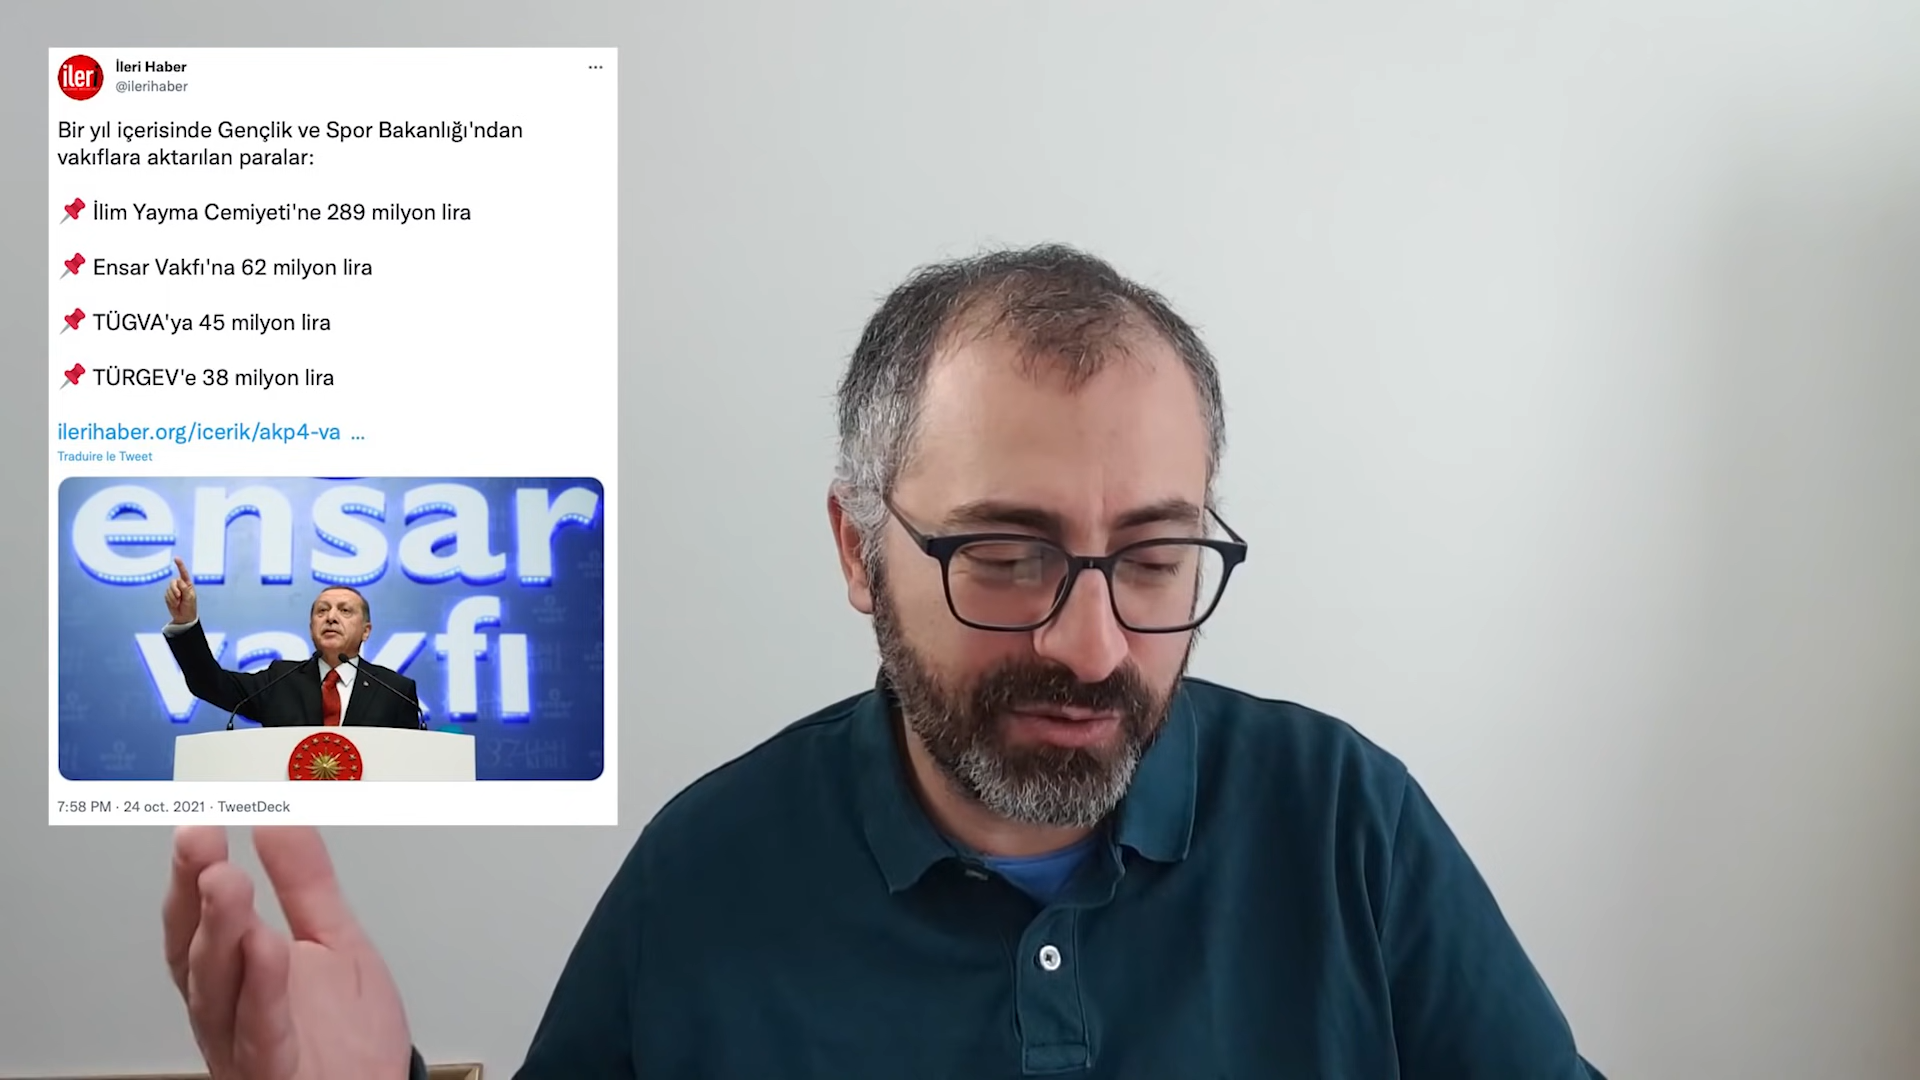 ileri
İleri Haber
@ilerihaber
Bir yıl içerisinde Gençlik ve Spor Bakanlığı'ndan
vakıflara aktarılan paralar:
İlim Yayma Cemiyeti'ne 289 milyon lira
Ensar Vakfı'na 62 milyon lira
TÜGVA'ya 45 milyon lira
TÜRGEV'e 38 milyon lira
ilerihaber.org/icerik/akp4-va ...
Traduire le Tweet
ensar
vakfı
7:58 PM · 24 oct. 2021 · TweetDeck